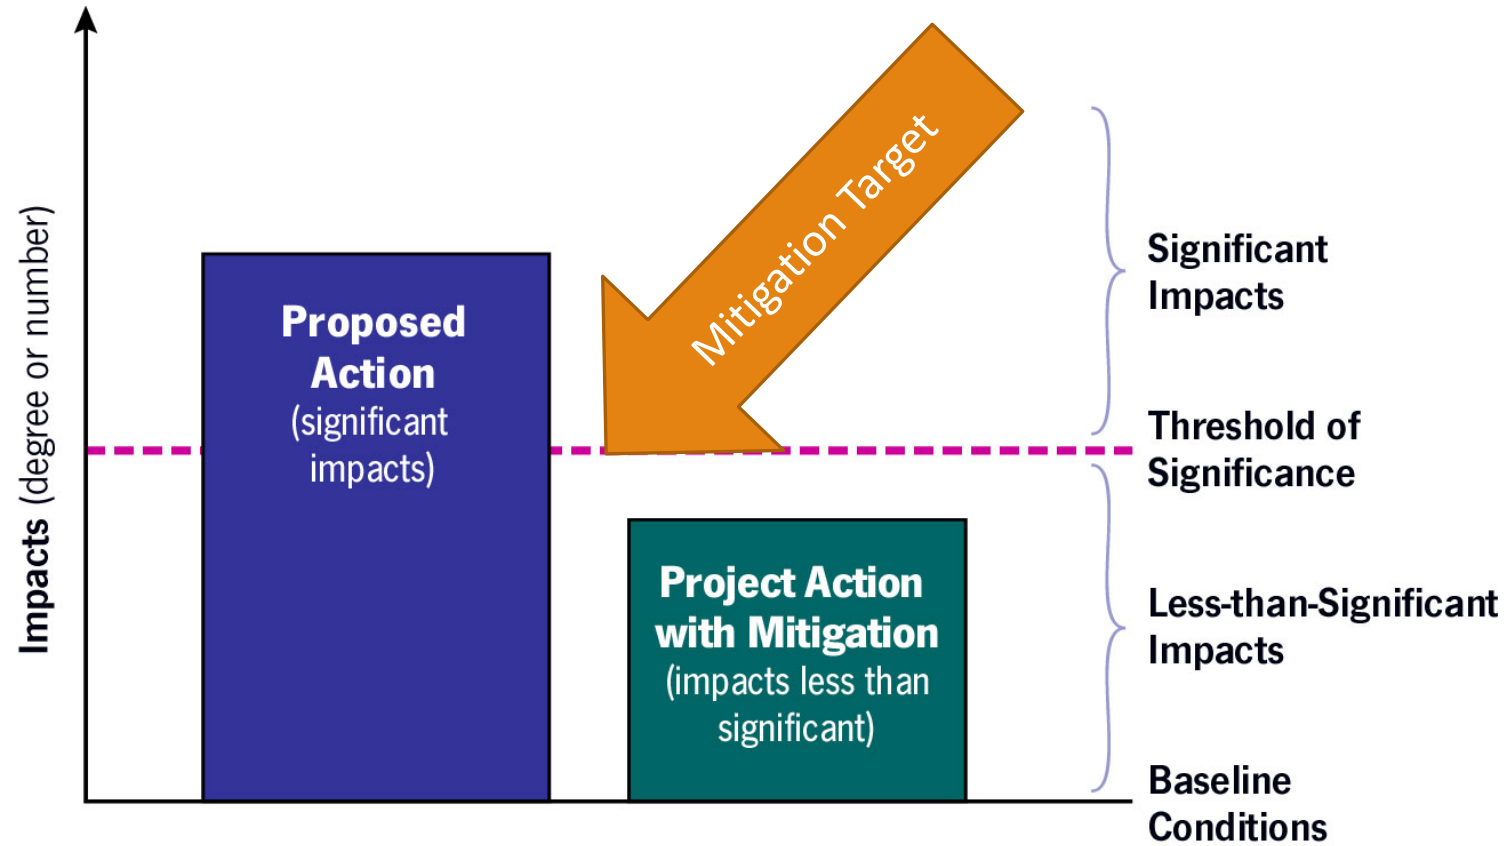 Impacts (degree or number)
Proposed
Action
(significant
impacts)
Mitigation Target
Project Action
with Mitigation
(impacts less than
significant)
Significant
Impacts
Threshold of
Significance
Less-than-Significant
Impacts
Baseline
Conditions